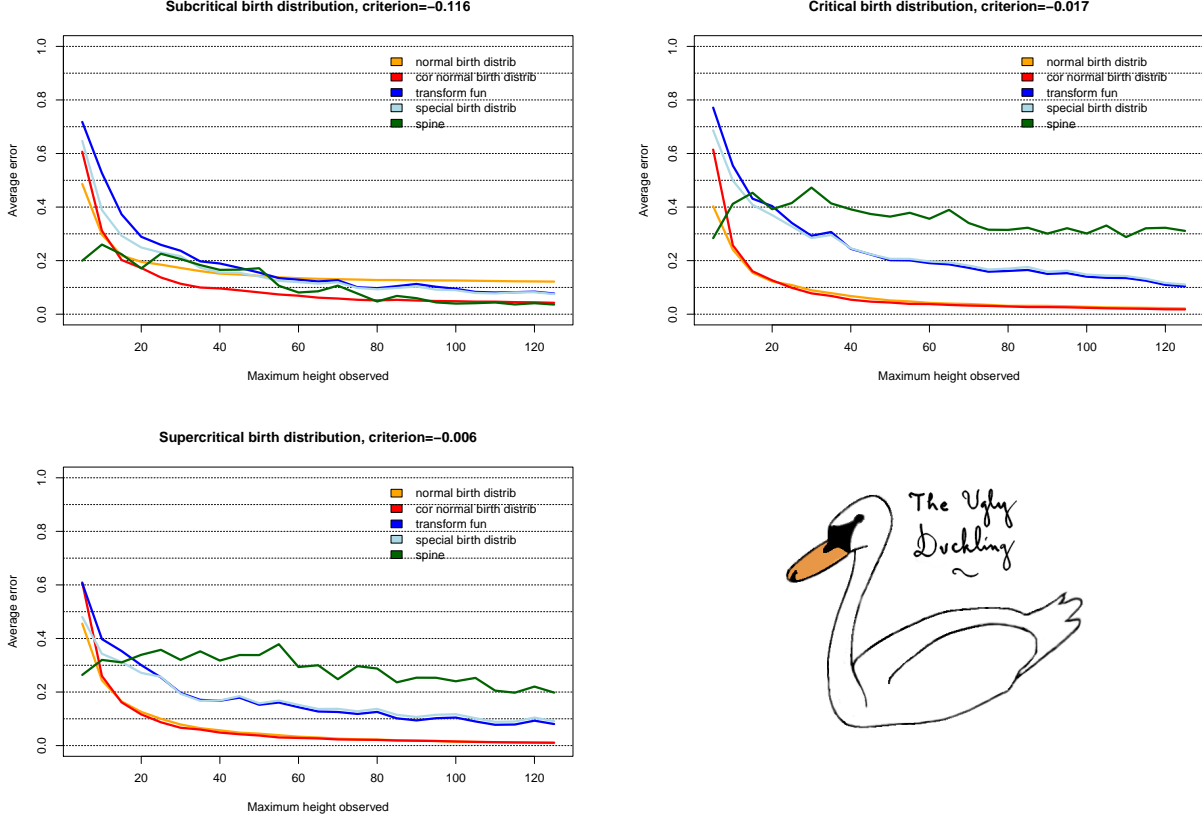 Subcritical birth distribution, criterion=−0.116
1.0
0.8
0.6
0.4
0.2
0.0
Average error
normal birth distrib
cor normal birth distrib
transform fun
special birth distrib
spine
20 40 60 80 100 120
Maximum height observed
Critical birth distribution, criterion=−0.017
1.0
0.8
0.6
0.4
0.2
0.0
Average error
normal birth distrib
cor normal birth distrib
transform fun
special birth distrib
spine
20 40 60 80 100 120
Maximum height observed
Supercritical birth distribution, criterion=−0.006
1.0
0.8
0.6
0.4
0.2
0.0
Average error
normal birth distrib
cor normal birth distrib
transform fun
special birth distrib
spine
20 40 60 80 100 120
Maximum height observed
The Ugly
Duckling